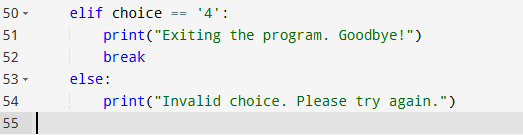 50 elif choice == '4':
51 print("Exiting the program. Goodbye!")
52 break
53 else:
54 print("Invalid choice. Please try again.")
55